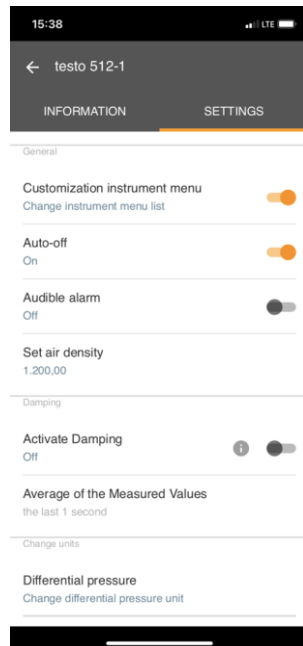 15:38
LTE
testo 512-1
INFORMATION
SETTINGS
General
Customization instrument menu
Change instrument menu list
Auto-off
On
Audible alarm
Off
Set air density
1.200,00
Damping
Activate Damping
Off
Average of the Measured Values
the last 1 second
Change units
Differential pressure
Change differential pressure unit